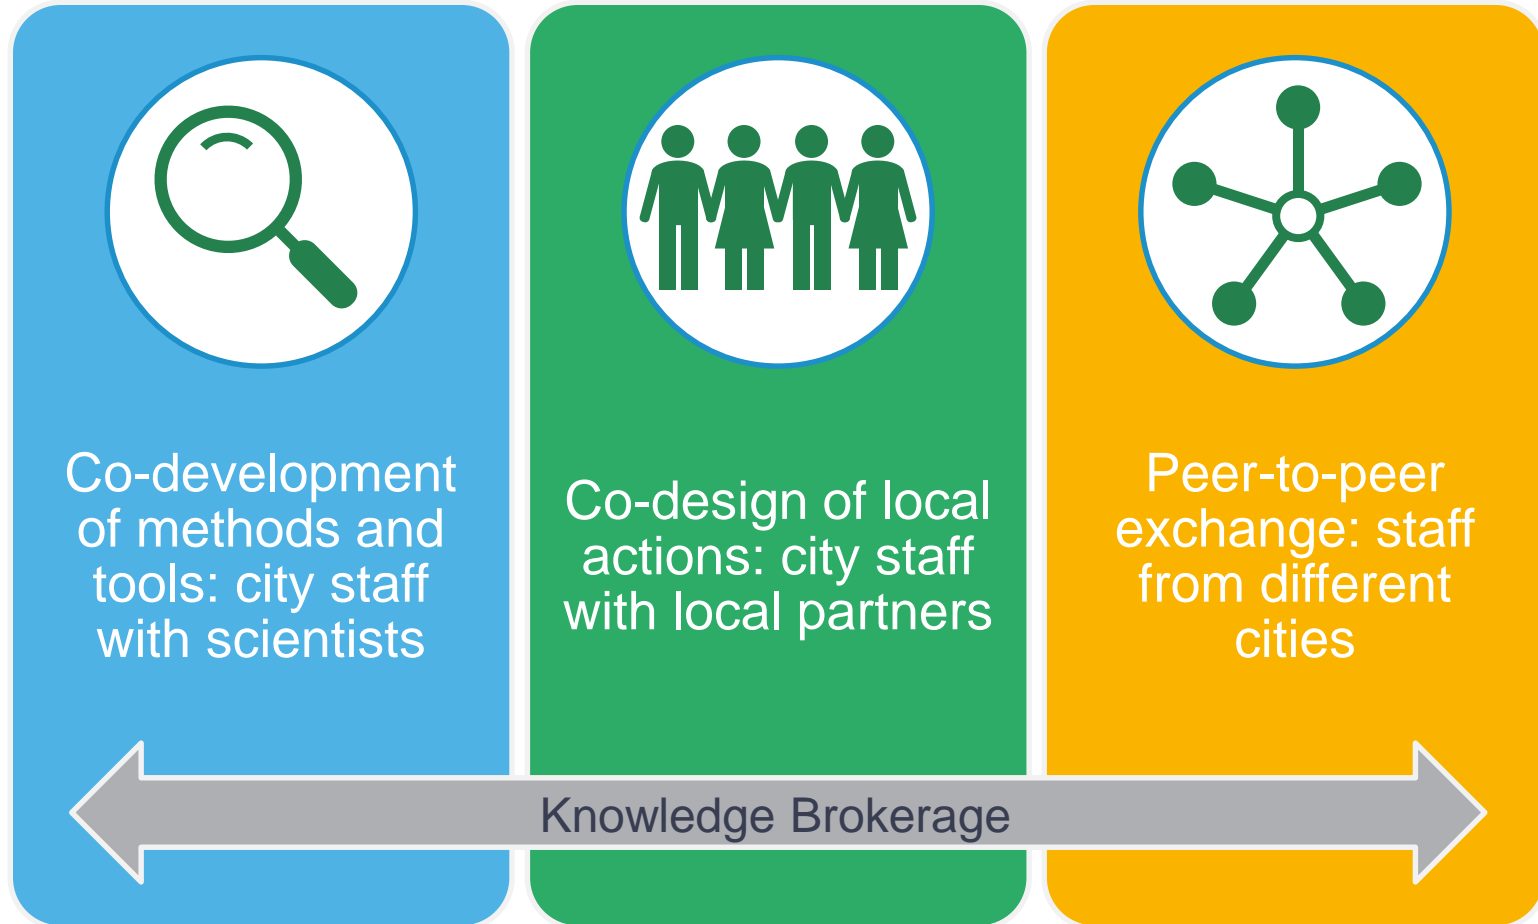 Co-development
of methods and
tools: city staff
with scientists
Co-design of local
actions: city staff
with local partners
Peer-to-peer
exchange: staff
from different
cities
Knowledge Brokerage